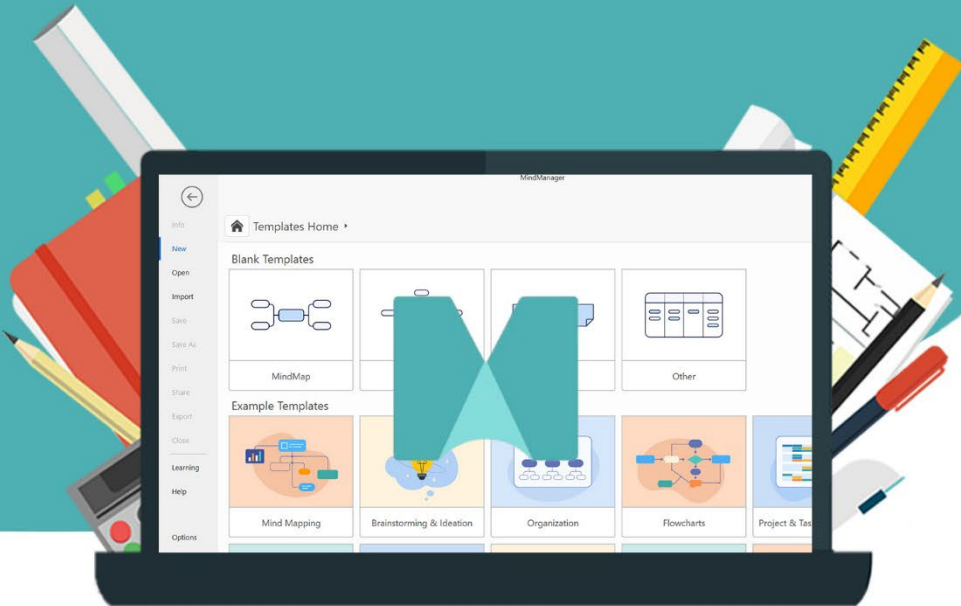 MindManager
Info
New
Open
Import
Save
Save As
Print
Share
Export
Close
Learning
Help
Options
Templates Home
Blank Templates
MindMap
Other
Example Templates
Mind Mapping
Brainstorming & Ideation
Organization
Flowcharts
Project & Tas